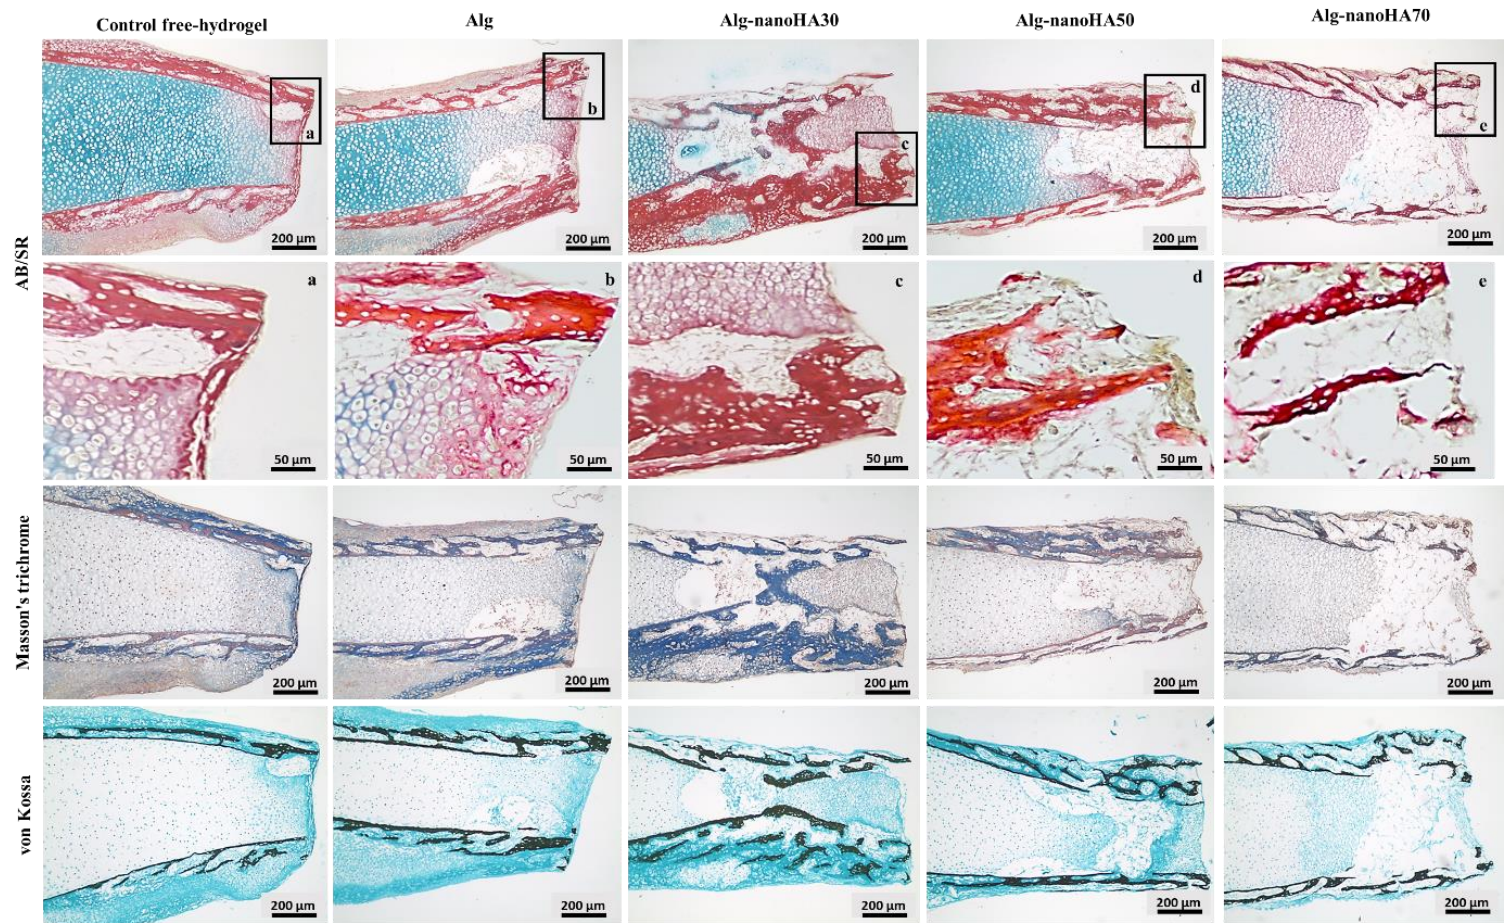 Control free-hydrogel Alg Alg-nanoHA30 Alg-nanoHA50 Alg-nanoHA70
AB/SR
a b c d e
200 µm 200 µm 200 µm 200 µm 200 µm
a b c d e
50 µm 50 µm 50 µm 50 µm 50 µm
Masson's trichrome
200 µm 200 µm 200 µm 200 µm 200 µm
von Kossa
200 µm 200 µm 200 µm 200 µm 200 µm